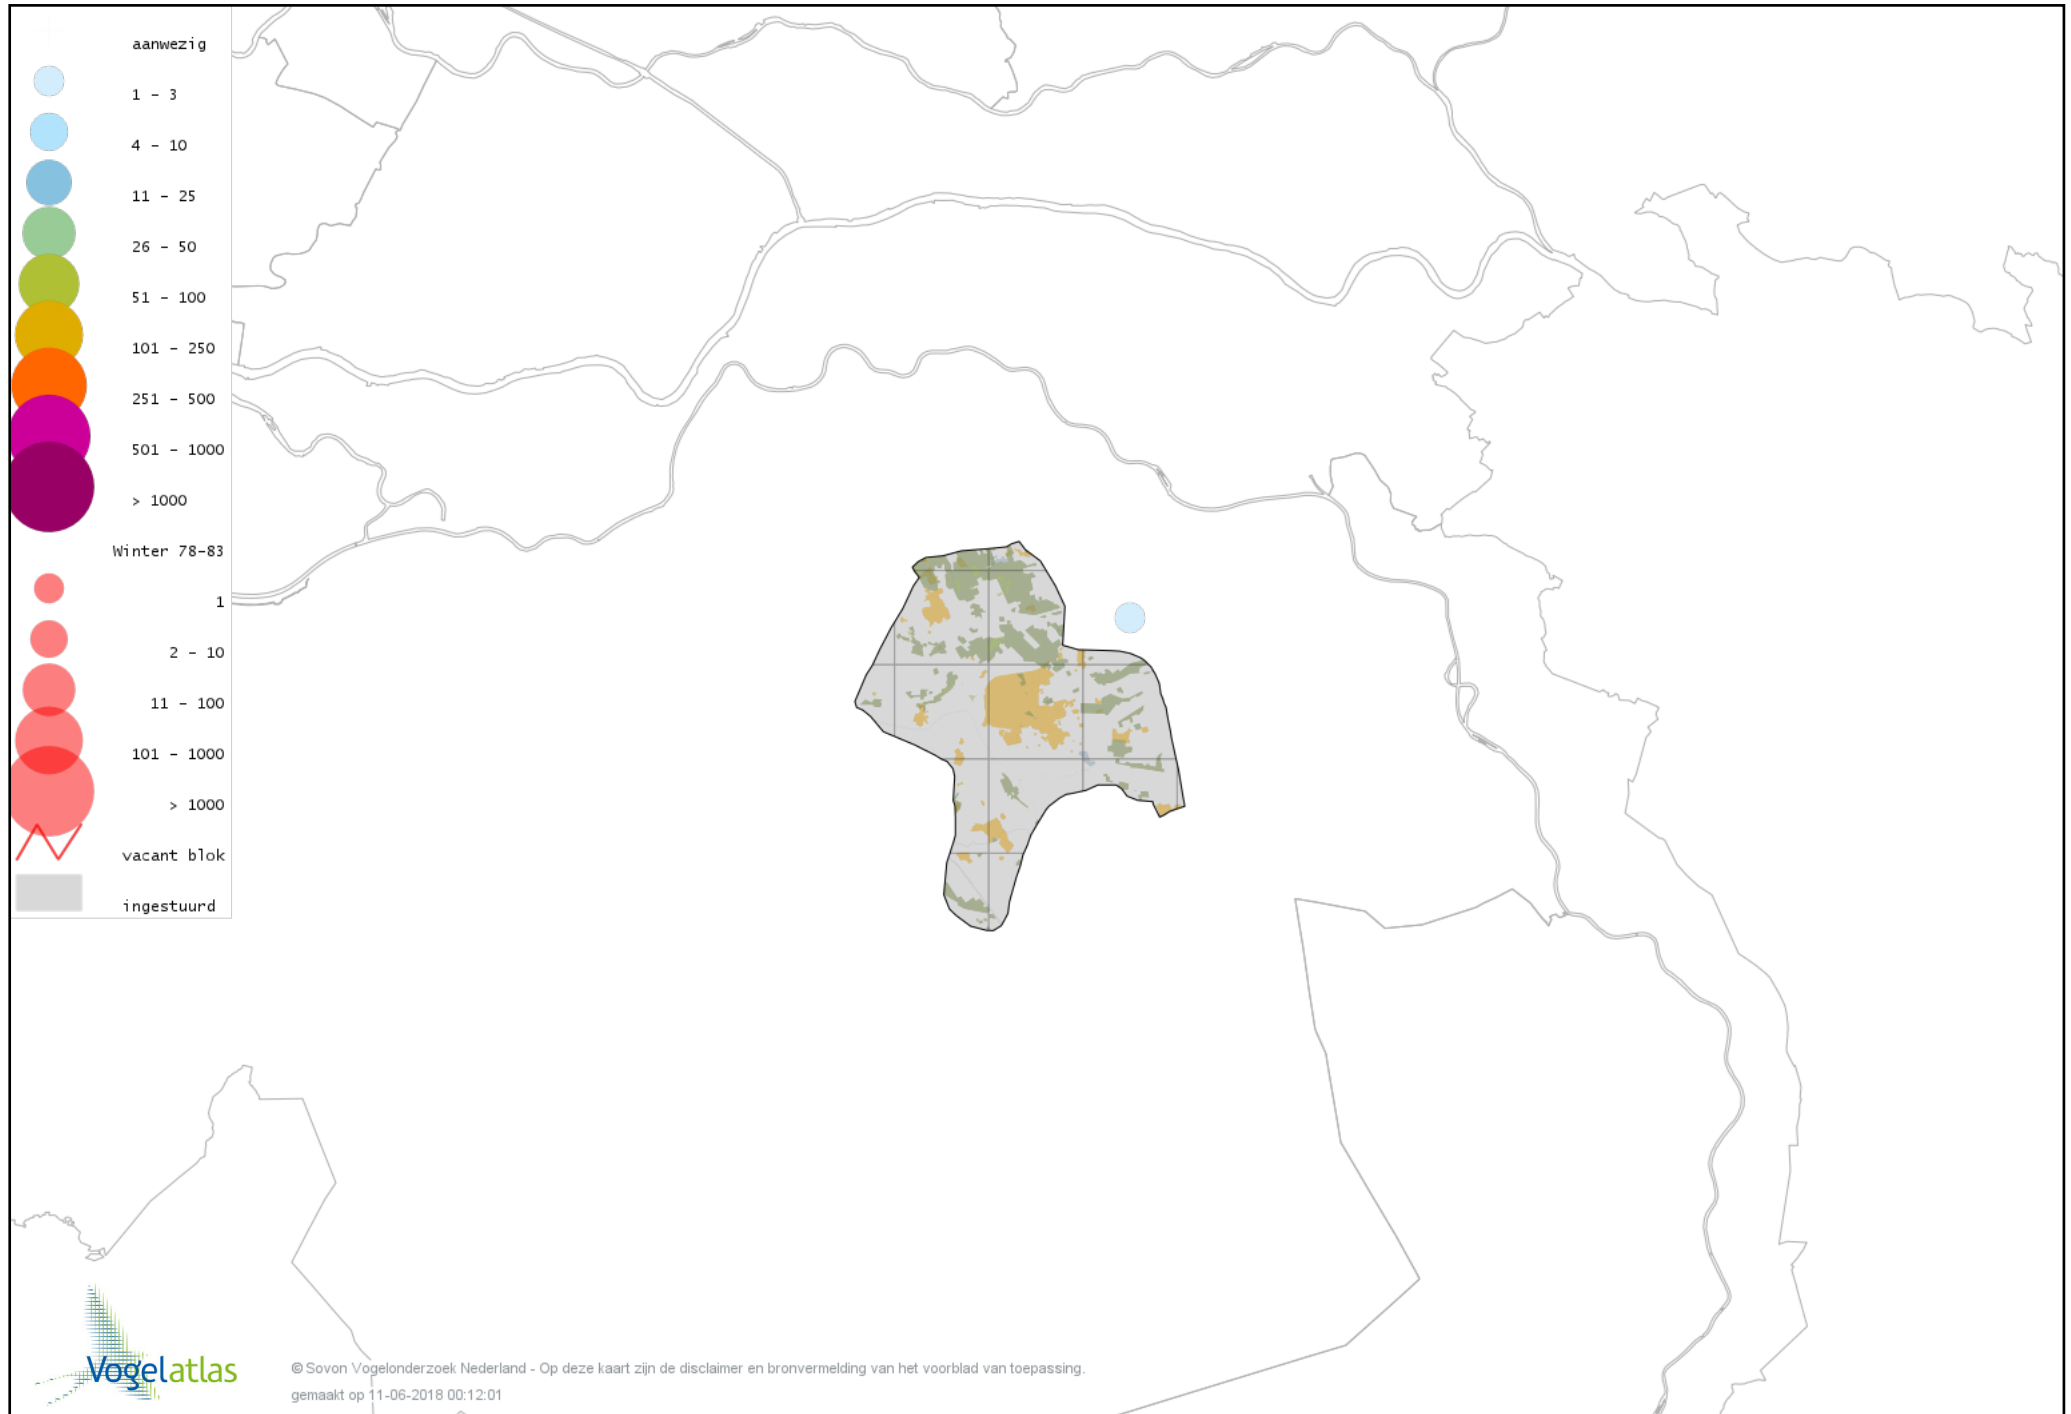 aanwezig
1 - 3
4 - 10
11 - 25
26 - 50
51 - 100
101 - 250
251 - 500
501 - 1000
> 1000
Winter 78-83
1
2 - 10
11 - 100
101 - 1000
> 1000
vacant blok
ingestuurd
Vogelatlas
© Sovon Vogelonderzoek Nederland - Op deze kaart zijn de disclaimer en bronvermelding van het voorblad van toepassing.
gemaakt op 11-06-2018 00:12:01